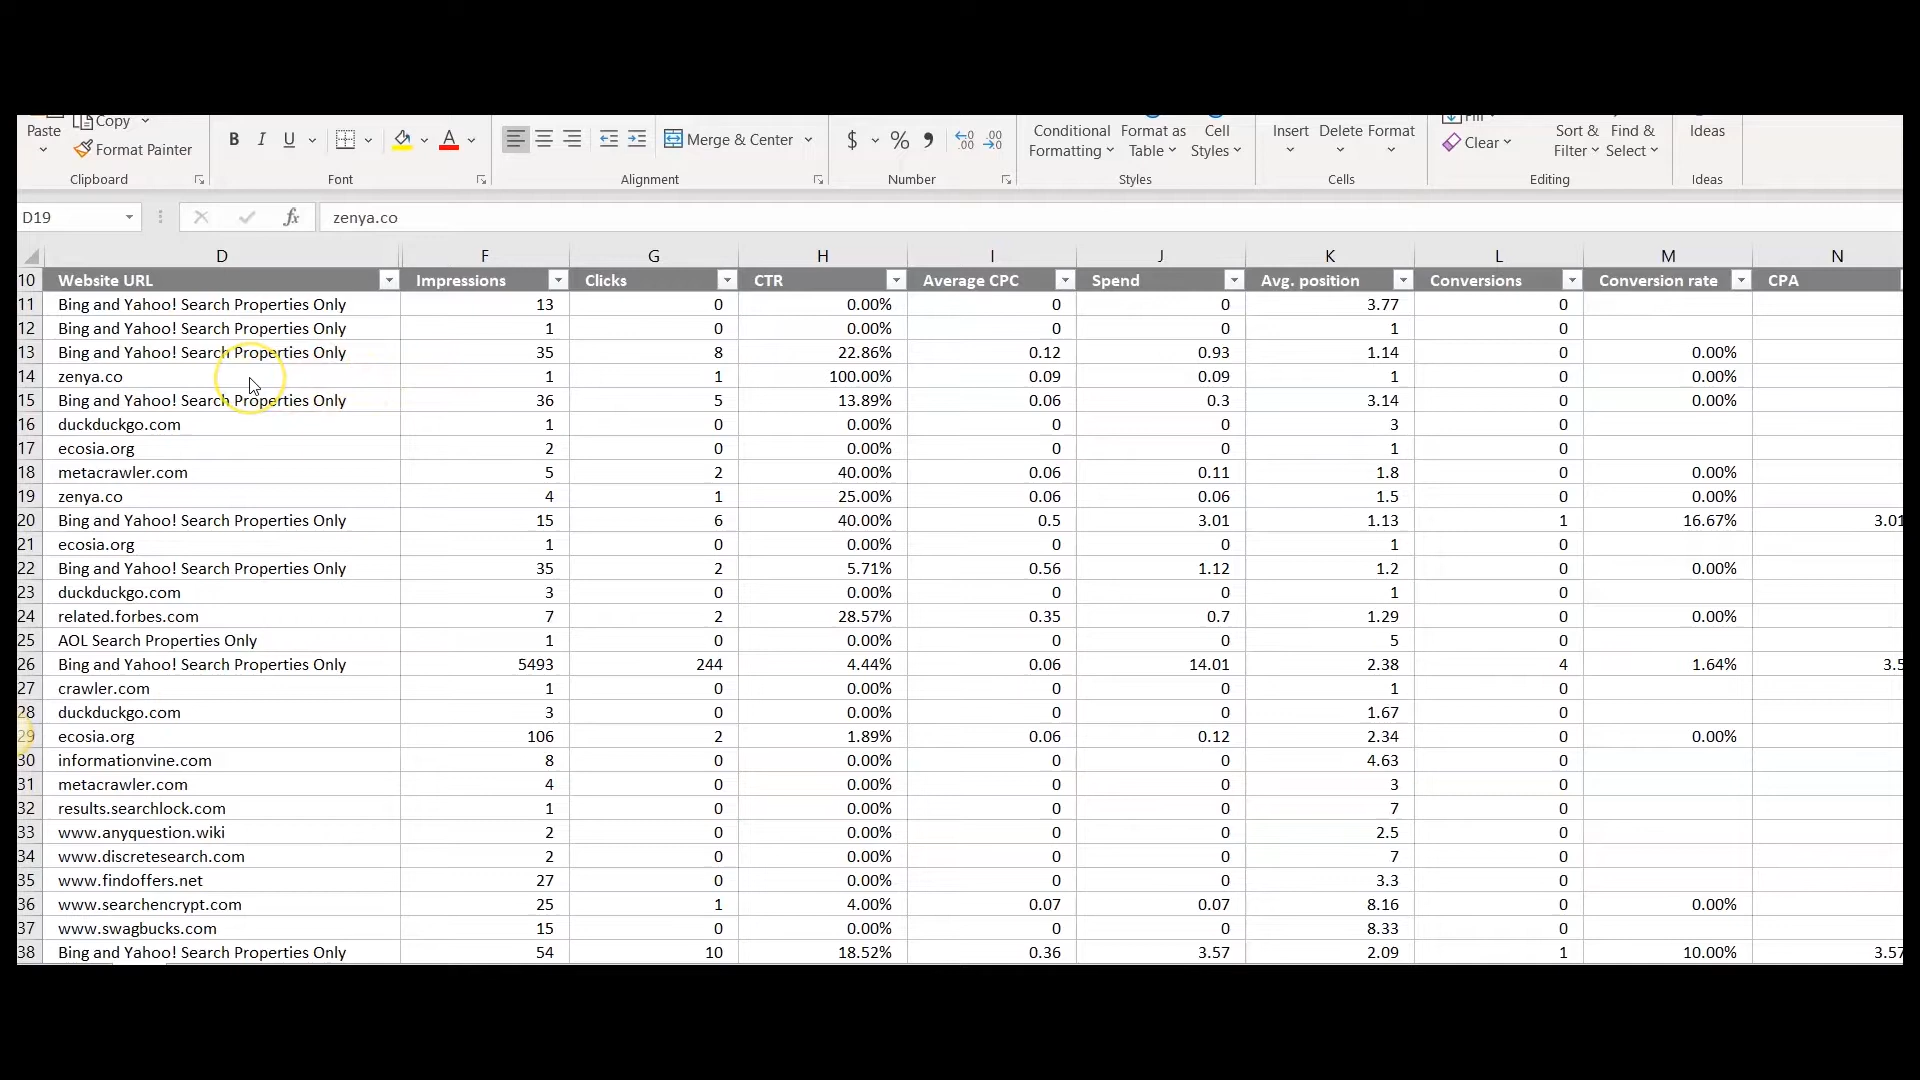 Paste Copy Format Painter B I U A Merge & Center $ % 9 .00 .00 Conditional Formatting Format as Table Cell Styles Insert Delete Format Fill Clear Sort & Filter Find & Select Ideas
Clipboard Font Alignment Number Styles Cells Editing Ideas
D19 fx zenya.co
D F G H I J K L M N
10 Website URL Impressions Clicks CTR Average CPC Spend Avg. position Conversions Conversion rate CPA
11 Bing and Yahoo! Search Properties Only 13 0 0.00% 0 0 3.77 0
12 Bing and Yahoo! Search Properties Only 1 0 0.00% 0 0 1 0
13 Bing and Yahoo! Search Properties Only 35 8 22.86% 0.12 0.93 1.14 0 0.00%
14 zenya.co 1 1 100.00% 0.09 0.09 1 0 0.00%
15 Bing and Yahoo! Search Properties Only 36 5 13.89% 0.06 0.3 3.14 0 0.00%
16 duckduckgo.com 1 0 0.00% 0 0 3 0
17 ecosia.org 2 0 0.00% 0 0 1 0
18 metacrawler.com 5 2 40.00% 0.06 0.11 1.8 0 0.00%
19 zenya.co 4 1 25.00% 0.06 0.06 1.5 0 0.00%
20 Bing and Yahoo! Search Properties Only 15 6 40.00% 0.5 3.01 1.13 1 16.67% 3.01
21 ecosia.org 1 0 0.00% 0 0 1 0
22 Bing and Yahoo! Search Properties Only 35 2 5.71% 0.56 1.12 1.2 0 0.00%
23 duckduckgo.com 3 0 0.00% 0 0 1 0
24 related.forbes.com 7 2 28.57% 0.35 0.7 1.29 0 0.00%
25 AOL Search Properties Only 1 0 0.00% 0 0 5 0
26 Bing and Yahoo! Search Properties Only 5493 244 4.44% 0.06 14.01 2.38 4 1.64% 3.5
27 crawler.com 1 0 0.00% 0 0 1 0
28 duckduckgo.com 3 0 0.00% 0 0 1.67 0
29 ecosia.org 106 2 1.89% 0.06 0.12 2.34 0 0.00%
30 informationvine.com 8 0 0.00% 0 0 4.63 0
31 metacrawler.com 4 0 0.00% 0 0 3 0
32 results.searchlock.com 1 0 0.00% 0 0 7 0
33 www.anyquestion.wiki 2 0 0.00% 0 0 2.5 0
34 www.discretesearch.com 2 0 0.00% 0 0 7 0
35 www.findoffers.net 27 0 0.00% 0 0 3.3 0
36 www.searchencrypt.com 25 1 4.00% 0.07 0.07 8.16 0 0.00%
37 www.swagbucks.com 15 0 0.00% 0 0 8.33 0
38 Bing and Yahoo! Search Properties Only 54 10 18.52% 0.36 3.57 2.09 1 10.00% 3.57